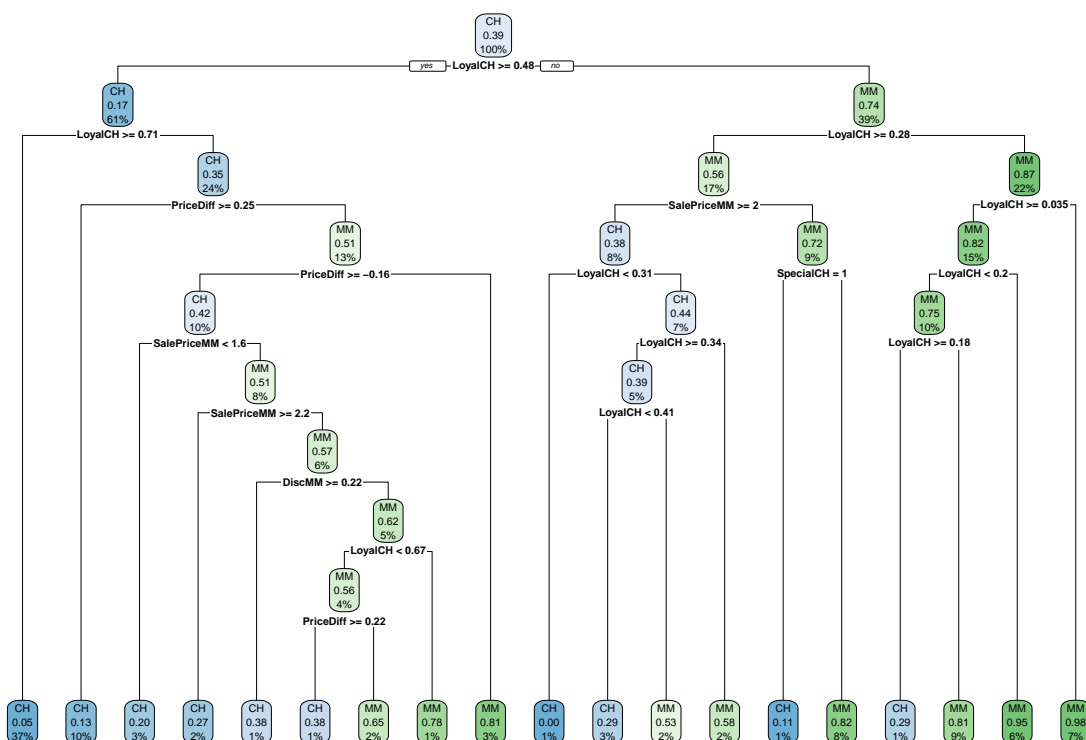 CH
0.39
100%
yes LoyalCH >= 0.48 no
CH
0.17
61%
MM
0.74
39%
LoyalCH >= 0.71
LoyalCH >= 0.28
CH
0.35
24%
MM
0.56
17%
MM
0.87
22%
PriceDiff >= 0.25
SalePriceMM >= 2
LoyalCH >= 0.035
MM
0.51
13%
CH
0.38
8%
MM
0.72
9%
MM
0.82
15%
PriceDiff >= −0.16
LoyalCH < 0.31
SpecialCH = 1
LoyalCH < 0.2
CH
0.42
10%
CH
0.44
7%
MM
0.75
10%
SalePriceMM < 1.6
LoyalCH >= 0.34
LoyalCH >= 0.18
MM
0.51
8%
CH
0.39
5%
SalePriceMM >= 2.2
LoyalCH < 0.41
MM
0.57
6%
DiscMM >= 0.22
MM
0.62
5%
LoyalCH < 0.67
MM
0.56
4%
PriceDiff >= 0.22
CH
0.05
37%
CH
0.13
10%
CH
0.20
3%
CH
0.27
2%
CH
0.38
1%
CH
0.38
1%
MM
0.65
2%
MM
0.78
1%
MM
0.81
3%
CH
0.00
1%
CH
0.29
3%
MM
0.53
2%
MM
0.58
2%
CH
0.11
1%
MM
0.82
8%
CH
0.29
1%
MM
0.81
9%
MM
0.95
6%
MM
0.98
7%